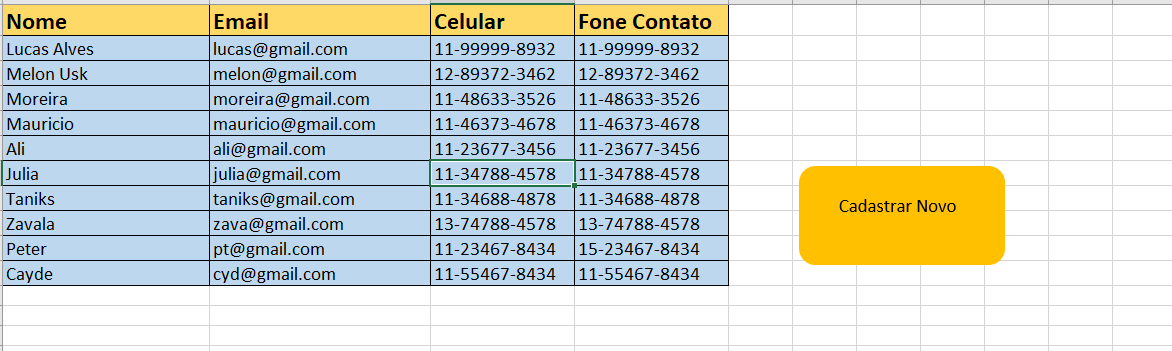 Nome Email Celular Fone Contato
Lucas Alves lucas@gmail.com 11-99999-8932 11-99999-8932
Melon Usk melon@gmail.com 12-89372-3462 12-89372-3462
Moreira moreira@gmail.com 11-48633-3526 11-48633-3526
Mauricio mauricio@gmail.com 11-46373-4678 11-46373-4678
Ali ali@gmail.com 11-23677-3456 11-23677-3456
Julia julia@gmail.com 11-34788-4578 11-34788-4578
Taniks taniks@gmail.com 11-34688-4878 11-34688-4878
Zavala zava@gmail.com 13-74788-4578 13-74788-4578
Peter pt@gmail.com 11-23467-8434 15-23467-8434
Cayde cyd@gmail.com 11-55467-8434 11-55467-8434
Cadastrar Novo